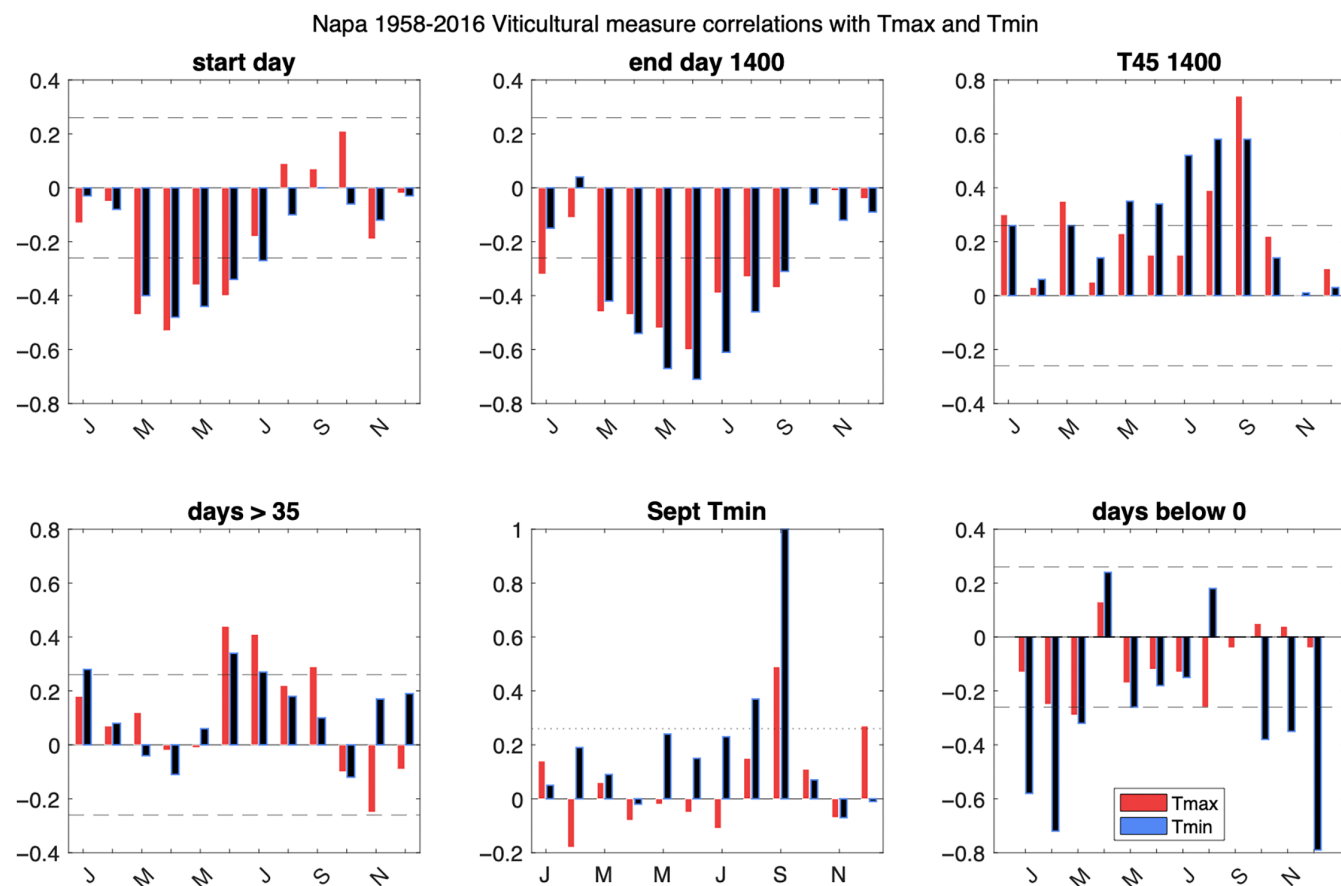 Napa 1958-2016 Viticultural measure correlations with Tmax and Tmin
start day
0.4
0.2
0
−0.2
−0.4
−0.6
−0.8
J
M
M
J
S
N
end day 1400
0.4
0.2
0
−0.2
−0.4
−0.6
−0.8
J
M
M
J
S
N
T45 1400
0.8
0.6
0.4
0.2
0
−0.2
−0.4
J
M
M
J
S
N
days > 35
0.8
0.6
0.4
0.2
0
−0.2
−0.4
J
M
M
J
S
N
Sept Tmin
1
0.8
0.6
0.4
0.2
0
−0.2
J
M
M
J
S
N
days below 0
0.4
0.2
0
−0.2
−0.4
−0.6
−0.8
J
M
M
J
S
N
Tmax
Tmin